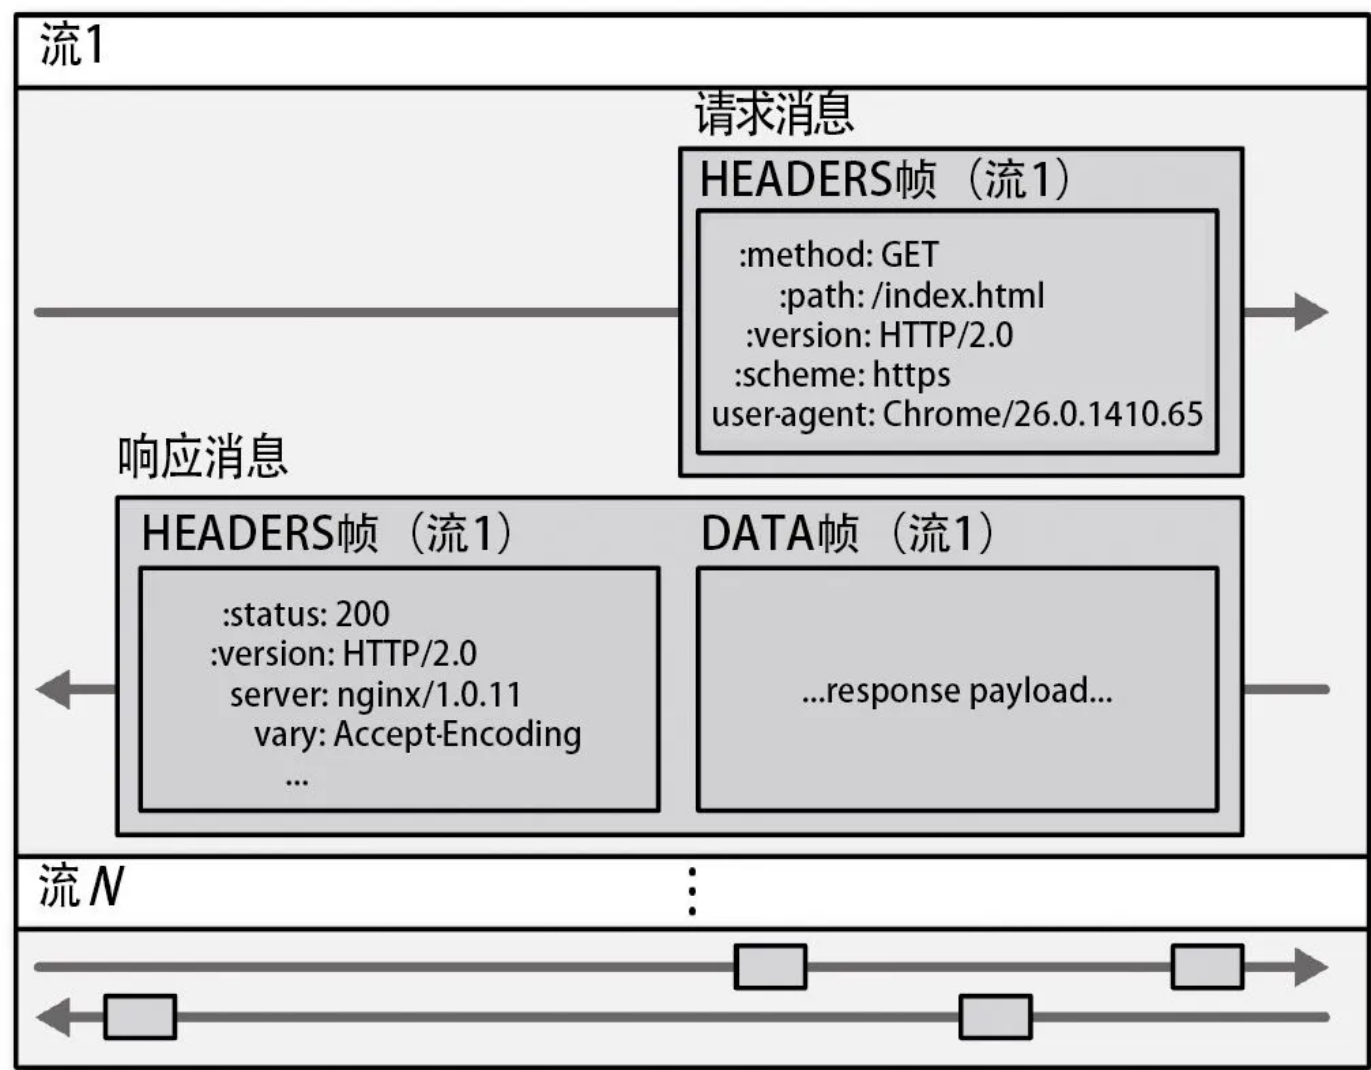 流1
请求消息
HEADERS帧（流1）
:method: GET
:path: /index.html
:version: HTTP/2.0
:scheme: https
user-agent: Chrome/26.0.1410.65
响应消息
HEADERS帧（流1）
:status: 200
:version: HTTP/2.0
server: nginx/1.0.11
vary: Accept-Encoding
...
DATA帧（流1）
...response payload...
流N